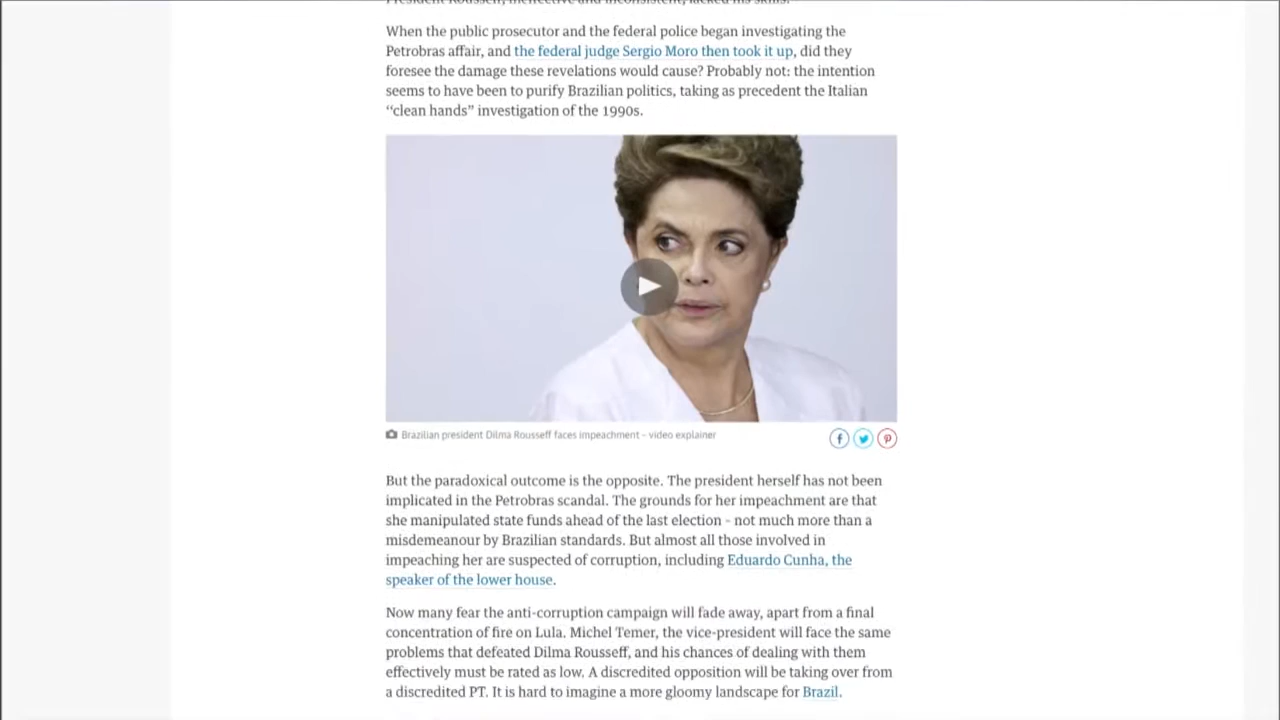 President Rousseff, ineffective and inconsistent, lacked his skills.
When the public prosecutor and the federal police began investigating the
Petrobras affair, and the federal judge Sergio Moro then took it up, did they
foresee the damage these revelations would cause? Probably not: the intention
seems to have been to purify Brazilian politics, taking as precedent the Italian
“clean hands” investigation of the 1990s.
Brazilian president Dilma Rousseff faces impeachment – video explainer
But the paradoxical outcome is the opposite. The president herself has not been
implicated in the Petrobras scandal. The grounds for her impeachment are that
she manipulated state funds ahead of the last election - not much more than a
misdemeanour by Brazilian standards. But almost all those involved in
impeaching her are suspected of corruption, including Eduardo Cunha, the
speaker of the lower house.
Now many fear the anti-corruption campaign will fade away, apart from a final
concentration of fire on Lula. Michel Temer, the vice-president will face the same
problems that defeated Dilma Rousseff, and his chances of dealing with them
effectively must be rated as low. A discredited opposition will be taking over from
a discredited PT. It is hard to imagine a more gloomy landscape for Brazil.